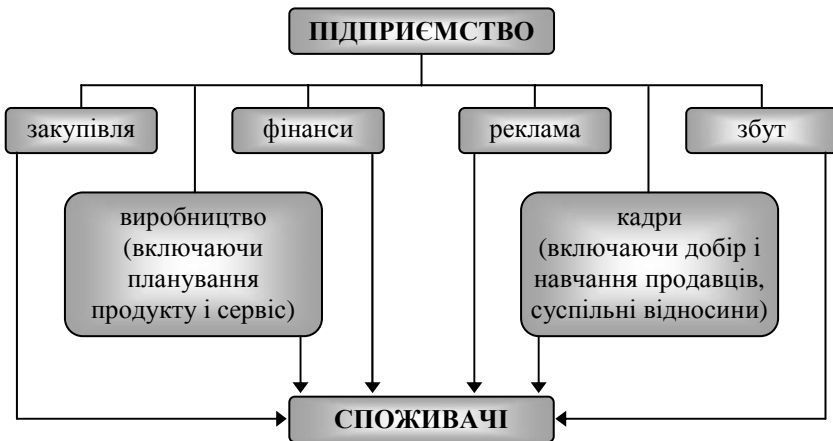 ПІДПРИЄМСТВО
закупівля
фінанси
реклама
збут
виробництво
(включаючи
планування
продукту і сервіс)
кадри
(включаючи добір і
навчання продавців,
суспільні відносини)
СПОЖИВАЧІ